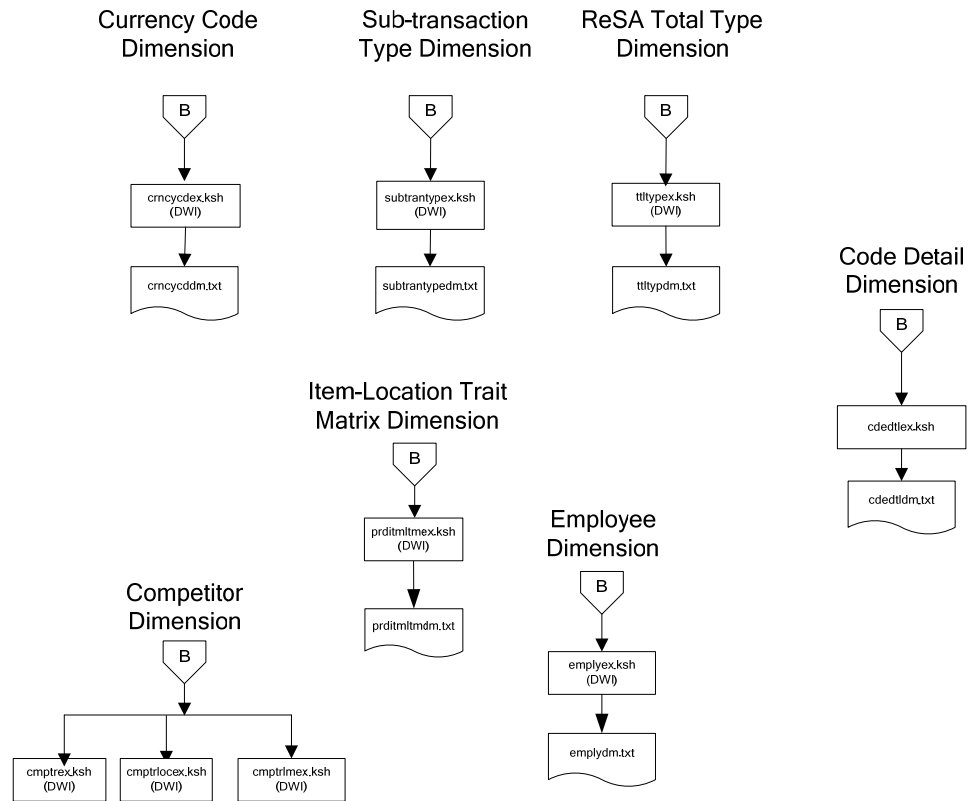 Currency Code
Dimension
B
crncycdex.ksh
(DWI)
crncycddm.txt
Sub-transaction
Type Dimension
B
subtrantypex.ksh
(DWI)
subtrantypedm.txt
ReSA Total Type
Dimension
B
ttltypex.ksh
(DWI)
ttltypdm.txt
Code Detail
Dimension
B
cdedtlex.ksh
cdedtldm.txt
Item-Location Trait
Matrix Dimension
B
prditmltmex.ksh
(DWI)
prditmltmdm.txt
Employee
Dimension
B
emplyex.ksh
(DWI)
emplydm.txt
Competitor
Dimension
B
cmptrex.ksh
(DWI)
cmptrlocex.ksh
(DWI)
cmptrlmex.ksh
(DWI)